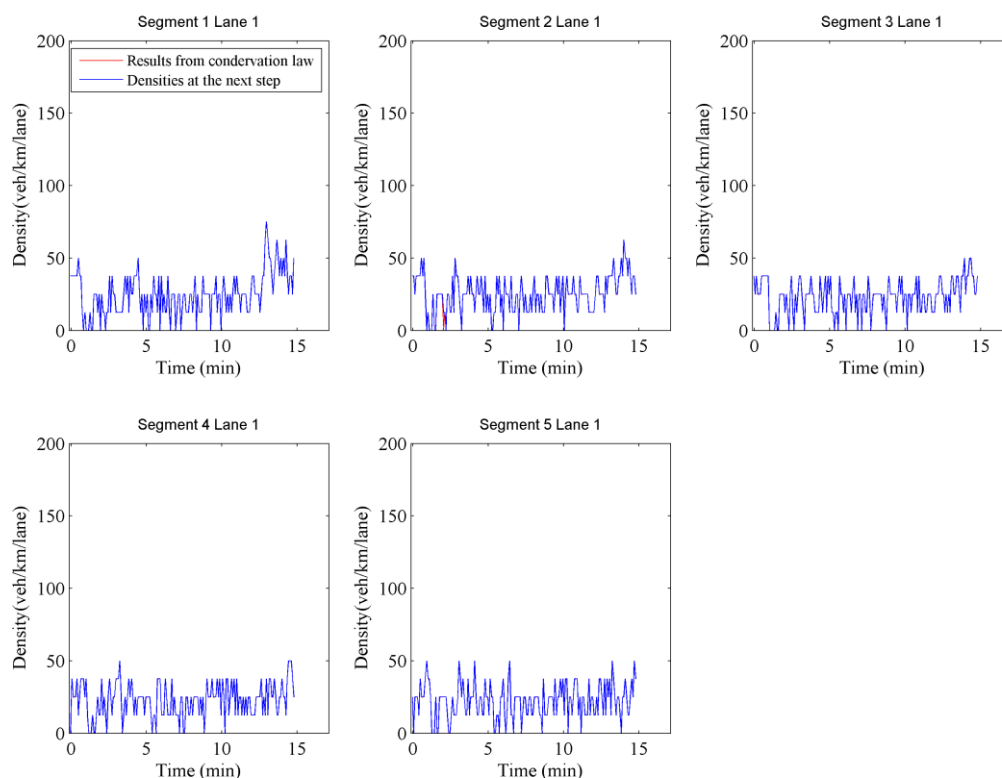 Segment 1 Lane 1
200
150
100
50
0
Density(veh/km/lane)
Results from condervation law
Densities at the next step
0 5 10 15
Time (min)
Segment 2 Lane 1
200
150
100
50
0
Density(veh/km/lane)
0 5 10 15
Time (min)
Segment 3 Lane 1
200
150
100
50
0
Density(veh/km/lane)
0 5 10 15
Time (min)
Segment 4 Lane 1
200
150
100
50
0
Density(veh/km/lane)
0 5 10 15
Time (min)
Segment 5 Lane 1
200
150
100
50
0
Density(veh/km/lane)
0 5 10 15
Time (min)